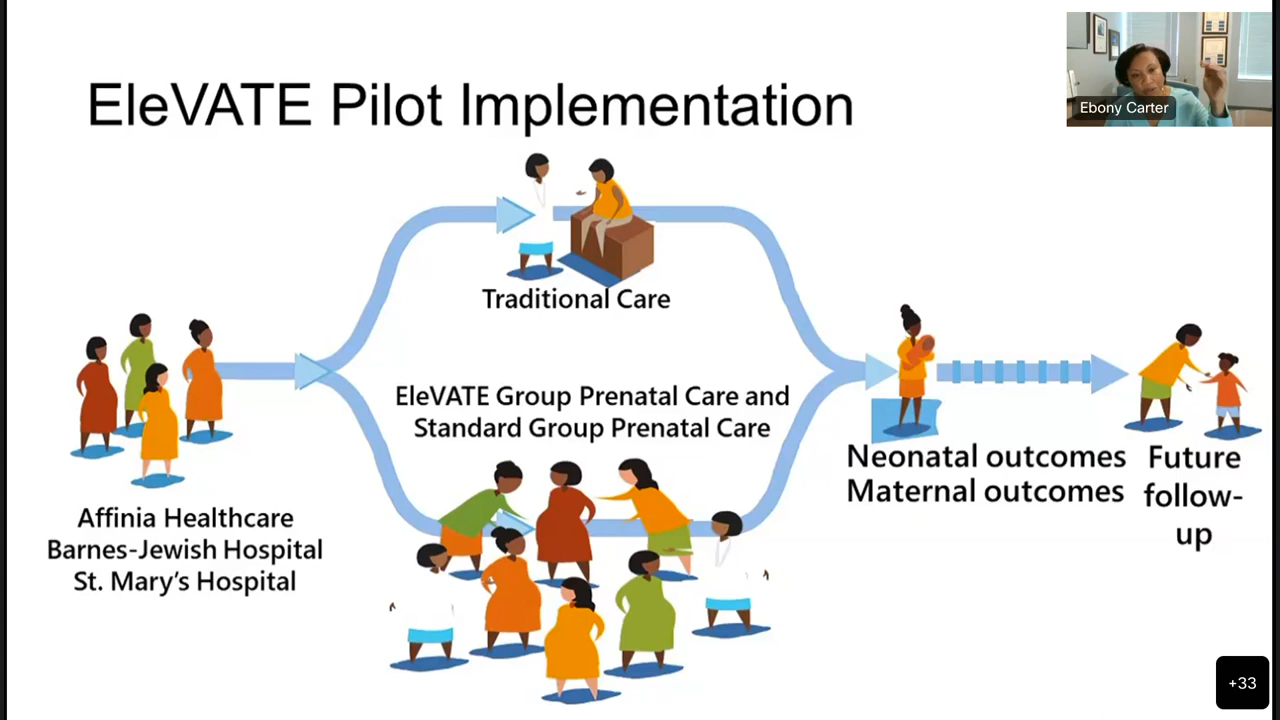 EleVATE Pilot Implementation
Ebony Carter
Traditional Care
EleVATE Group Prenatal Care and
Standard Group Prenatal Care
Affinia Healthcare
Barnes-Jewish Hospital
St. Mary's Hospital
Neonatal outcomes
Maternal outcomes
Future
follow-
up
+33